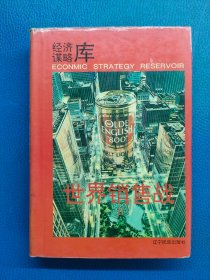 经济
谋略库
ECONMIC STRATEGY RESERVOIR
OLDE
ENGLISH
"800"
世界销售战
辽宁民族出版社